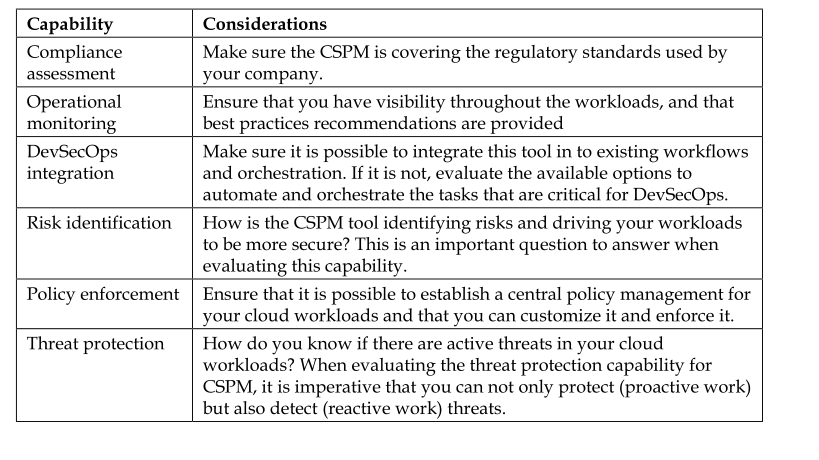 Capability Considerations
Compliance assessment Make sure the CSPM is covering the regulatory standards used by
your company.
Operational monitoring Ensure that you have visibility throughout the workloads, and that
best practices recommendations are provided
DevSecOps integration Make sure it is possible to integrate this tool in to existing workflows
and orchestration. If it is not, evaluate the available options to
automate and orchestrate the tasks that are critical for DevSecOps.
Risk identification How is the CSPM tool identifying risks and driving your workloads
to be more secure? This is an important question to answer when
evaluating this capability.
Policy enforcement Ensure that it is possible to establish a central policy management for
your cloud workloads and that you can customize it and enforce it.
Threat protection How do you know if there are active threats in your cloud
workloads? When evaluating the threat protection capability for
CSPM, it is imperative that you can not only protect (proactive work)
but also detect (reactive work) threats.